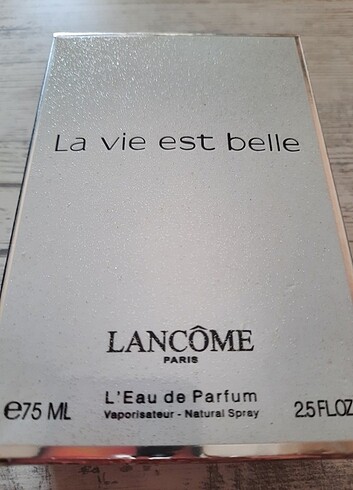 La vie est belle
LANCÔME
PARIS
L'Eau de Parfum
Vaporisateur - Natural Spray
℮75 ML
2.5 FL.OZ